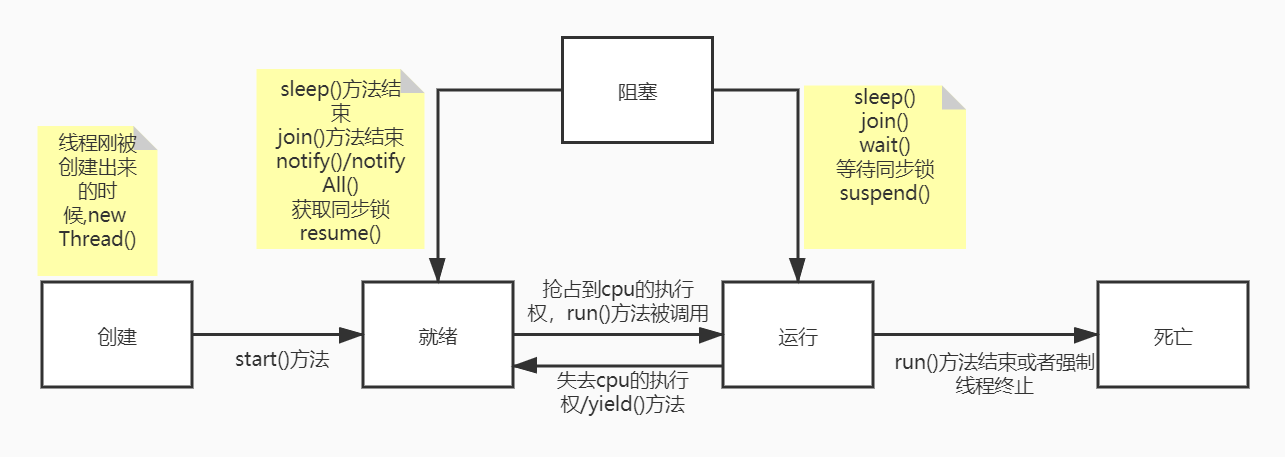 阻塞
sleep()方法结
束
join()方法结束
notify()/notify
All()
获取同步锁
resume()
sleep()
join()
wait()
等待同步锁
suspend()
线程刚被
创建出来
的时
候,new
Thread()
创建
start()方法
就绪
抢占到cpu的执行
权，run()方法被调用
失去cpu的执行
权/yield()方法
运行
run()方法结束或者强制
线程终止
死亡